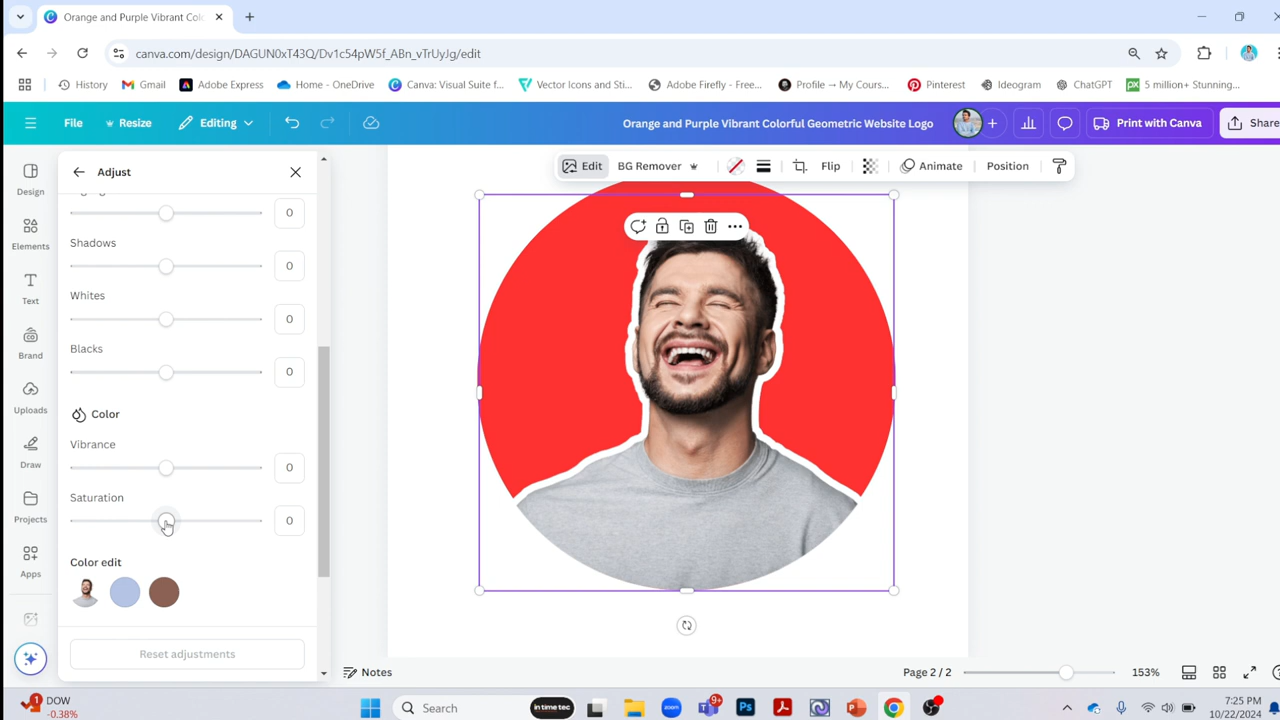 Orange and Purple Vibrant Col
canva.com/design/DAGUN0xT43Q/Dv1c54pW5f_ABn_vTrUyJg/edit
History
Gmail
Adobe Express
Home - OneDrive
Canva: Visual Suite f...
Vector Icons and Sti...
Adobe Firefly - Free...
Profile → My Cours...
Pinterest
Ideogram
ChatGPT
5 million+ Stunning...
File
Resize
Editing
Orange and Purple Vibrant Colorful Geometric Website Logo
Print with Canva
Share
Design
Elements
Text
Brand
Uploads
Draw
Projects
Apps
Adjust
0
Shadows
0
Whites
0
Blacks
0
Color
Vibrance
0
Saturation
0
Color edit
Reset adjustments
Edit
BG Remover
Flip
Animate
Position
Notes
Page 2 / 2
153%
DOW
-0.38%
1
Search
in time tec
zoom
9+
Ps
7:25 PM
10/22/2024